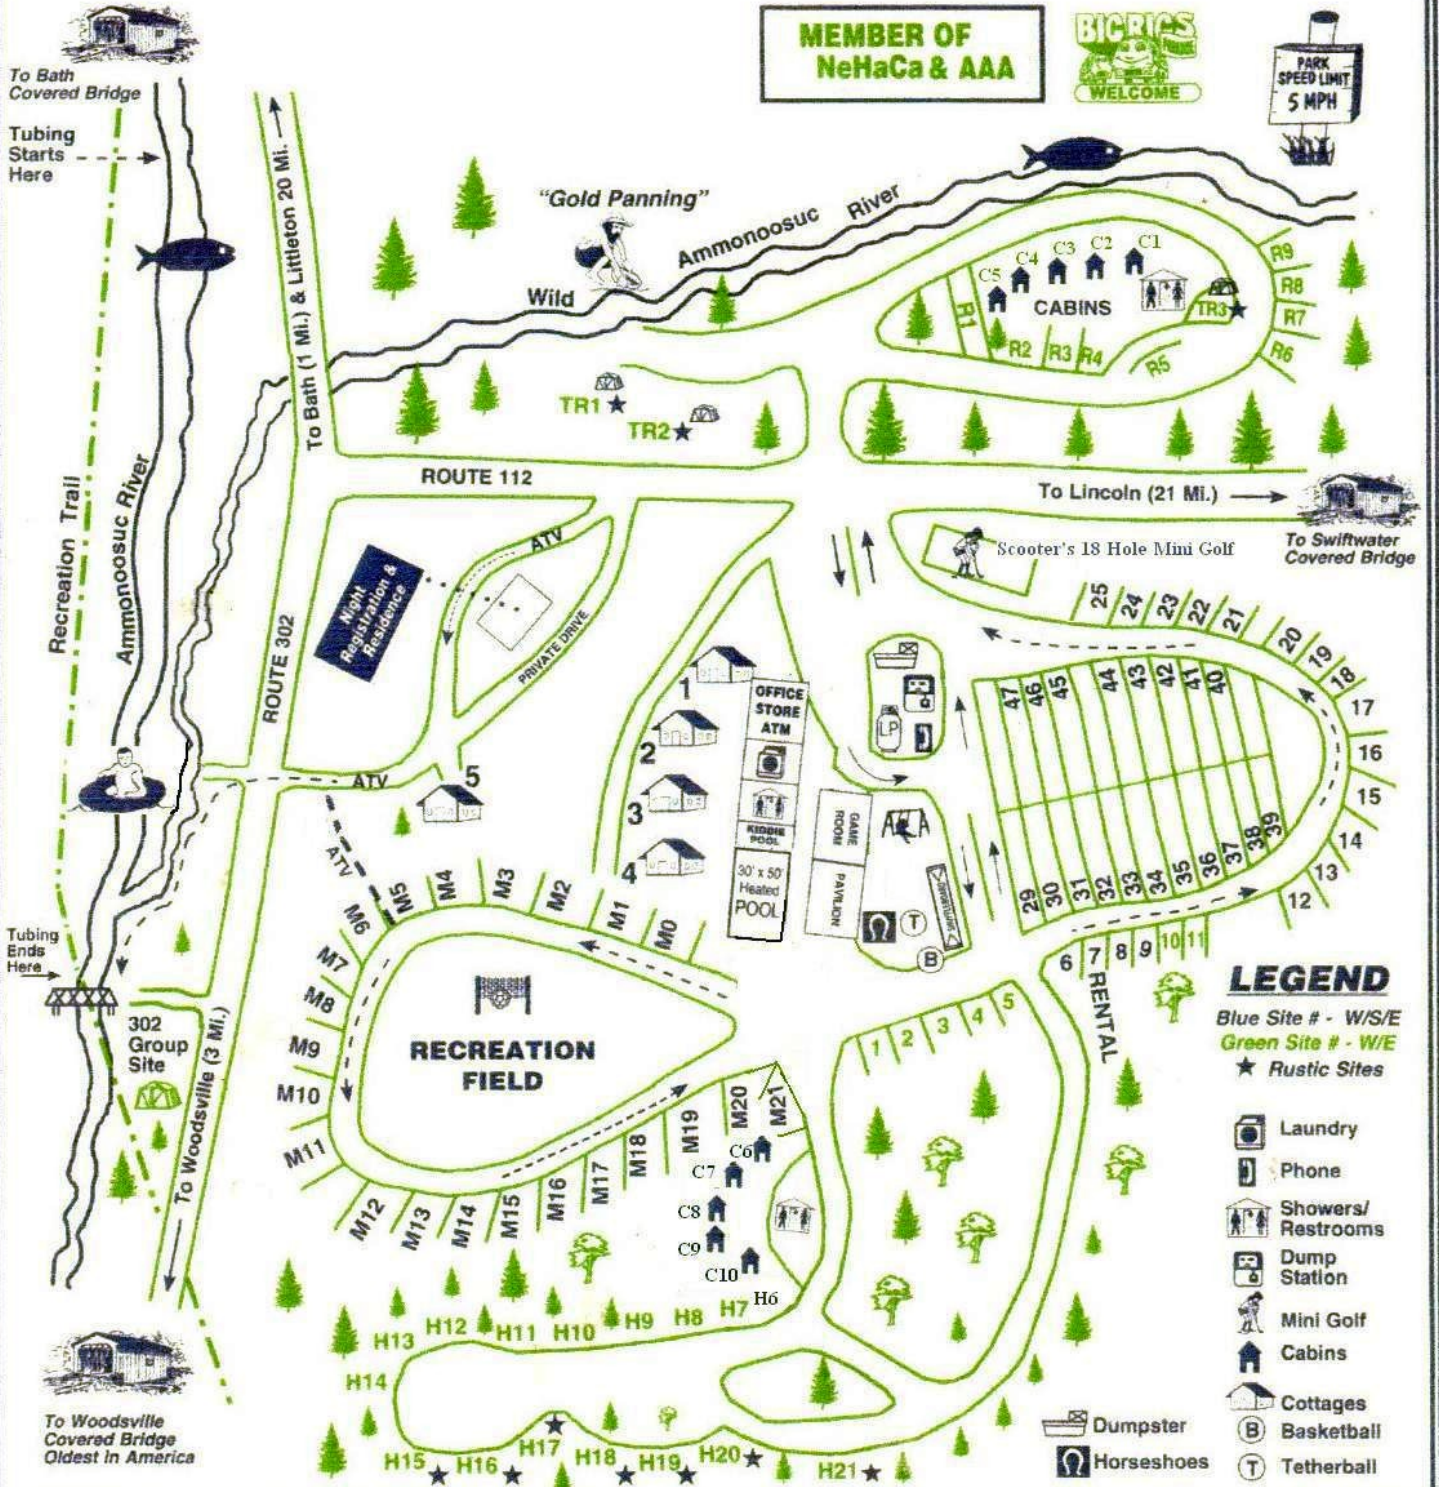 MEMBER OF
NeHaCa & AAA
BIG RIGS
WELCOME
PARK
SPEED LIMIT
5 MPH
To Bath
Covered Bridge
Tubing
Starts
Here
To Bath (1 Mi.) & Littleton 20 Mi.
"Gold Panning"
Wild Ammonoosuc River
C5
C4
C3
C2
C1
CABINS
R1
R2
R3
R4
R5
TR3
R9
R8
R7
R6
TR1
TR2
Recreation Trail
Ammonoosuc River
ROUTE 112
To Lincoln (21 Mi.)
To Swiftwater
Covered Bridge
Scooter's 18 Hole Mini Golf
Night
Registration &
Residence
ATV
PRIVATE DRIVE
ROUTE 302
ATV
ATV
5
1
2
3
4
OFFICE
STORE
ATM
KIDDIE
POOL
30' x 50'
Heated
POOL
GAME
ROOM
PAVILION
LP
T
B
25
24
23
22
21
20
19
18
17
16
15
14
13
12
47
46
45
44
43
42
41
40
29
30
31
32
33
34
35
36
37
38
39
6
7
8
9
10
11
RENTAL
1
2
3
4
5
M6
M5
M4
M3
M2
M1
M0
M7
M8
M9
M10
M11
M12
M13
M14
M15
M16
M17
M18
M19
M20
M21
RECREATION
FIELD
Tubing
Ends
Here
302
Group
Site
To Woodsville (3 Mi.)
C6
C7
C8
C9
C10
H6
H7
H8
H9
H10
H11
H12
H13
H14
H15
H16
H17
H18
H19
H20
H21
To Woodsville
Covered Bridge
Oldest in America
LEGEND
Blue Site # - W/S/E
Green Site # - W/E
Rustic Sites
Laundry
Phone
Showers/
Restrooms
Dump
Station
Mini Golf
Cabins
Cottages
Dumpster
B Basketball
Horseshoes
T Tetherball